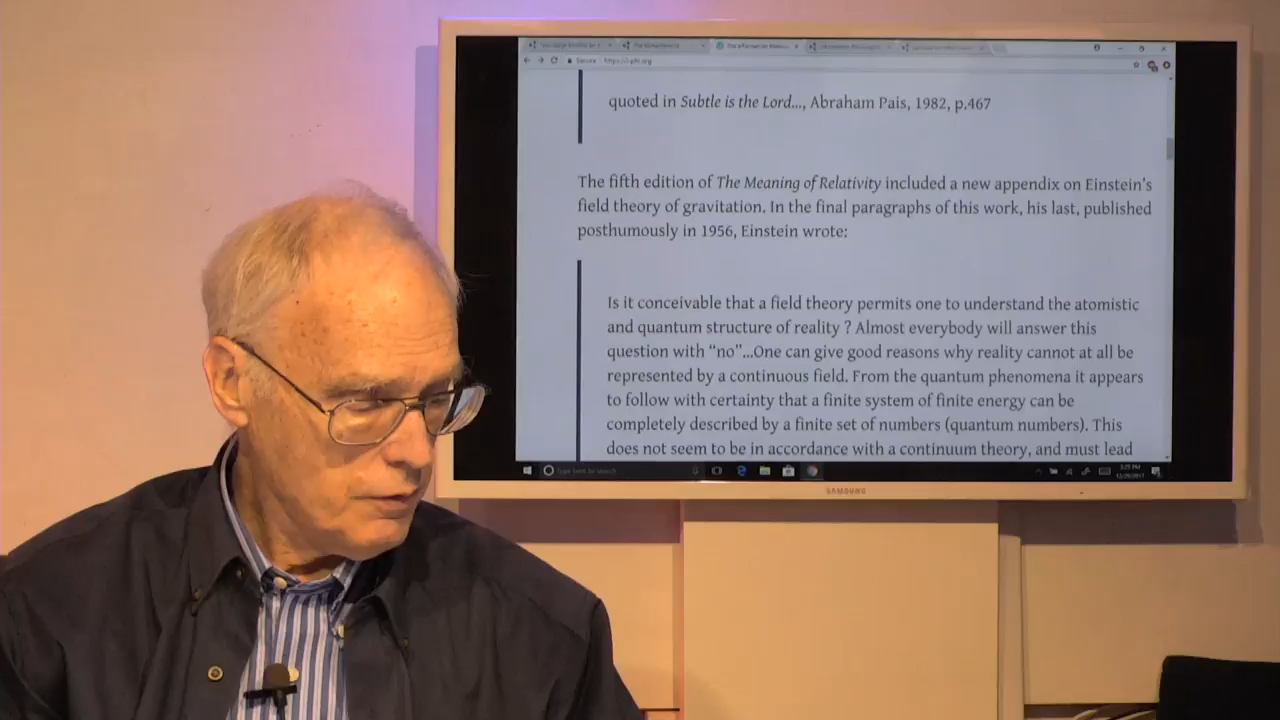 Secure
quoted in Subtle is the Lord..., Abraham Pais, 1982, p.467
The fifth edition of The Meaning of Relativity included a new appendix on Einstein's
field theory of gravitation. In the final paragraphs of this work, his last, published
posthumously in 1956, Einstein wrote:
Is it conceivable that a field theory permits one to understand the atomistic
and quantum structure of reality ? Almost everybody will answer this
question with “no”...One can give good reasons why reality cannot at all be
represented by a continuous field. From the quantum phenomena it appears
to follow with certainty that a finite system of finite energy can be
completely described by a finite set of numbers (quantum numbers). This
does not seem to be in accordance with a continuum theory, and must lead
Type here to search
SAMSUNG